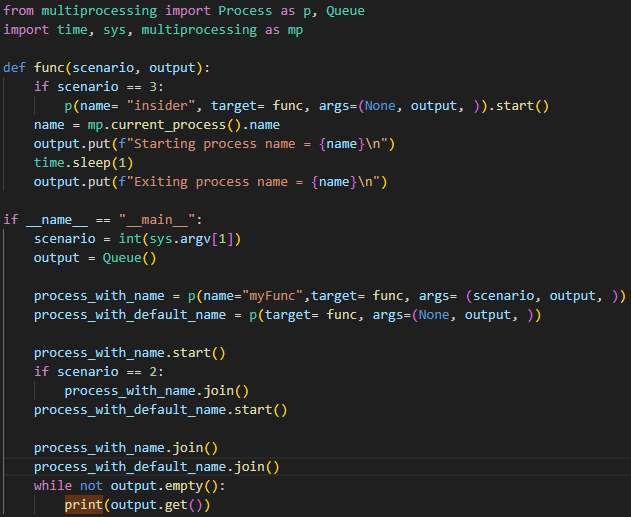 from multiprocessing import Process as p, Queue
import time, sys, multiprocessing as mp

def func(scenario, output):
    if scenario == 3:
        p(name= "insider", target= func, args=(None, output, )).start()
    name = mp.current_process().name
    output.put(f"Starting process name = {name}\n")
    time.sleep(1)
    output.put(f"Exiting process name = {name}\n")

if __name__ == "__main__":
    scenario = int(sys.argv[1])
    output = Queue()

    process_with_name = p(name="myFunc",target= func, args= (scenario, output, ))
    process_with_default_name = p(target= func, args=(None, output, ))

    process_with_name.start()
    if scenario == 2:
        process_with_name.join()
    process_with_default_name.start()

    process_with_name.join()
    process_with_default_name.join()
    while not output.empty():
        print(output.get())